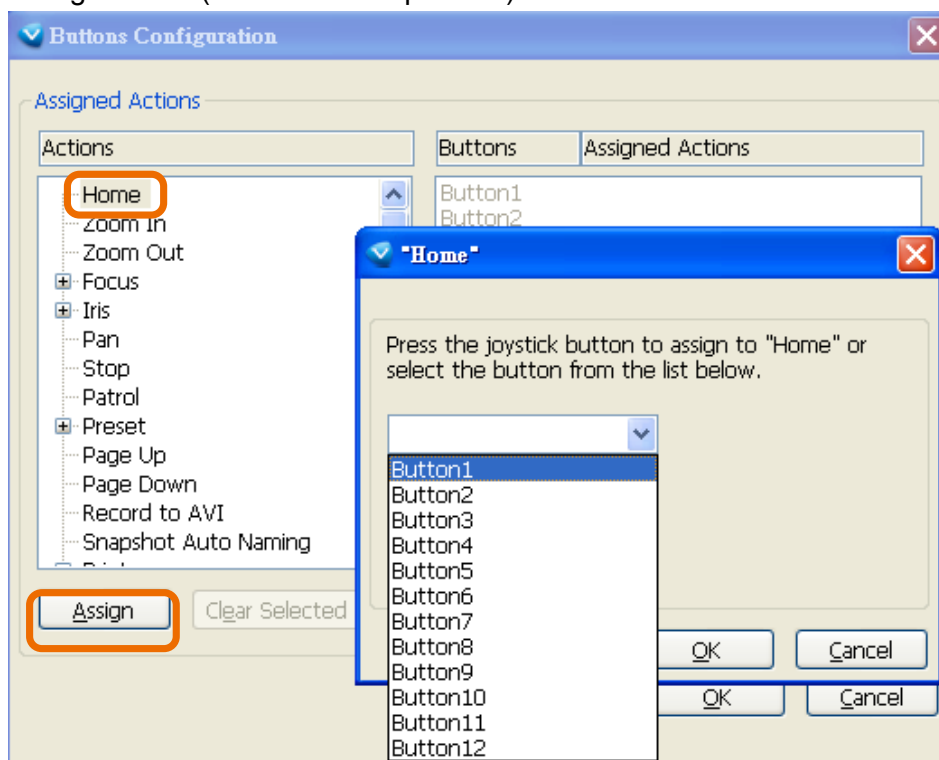 Buttons Configuration
Assigned Actions
Actions
Buttons
Assigned Actions
Home
Zoom In
Zoom Out
Focus
Iris
Pan
Stop
Patrol
Preset
Page Up
Page Down
Record to AVI
Snapshot Auto Naming
Button1
Button2
"Home"
Press the joystick button to assign to "Home" or
select the button from the list below.
Button1
Button2
Button3
Button4
Button5
Button6
Button7
Button8
Button9
Button10
Button11
Button12
OK
Cancel
Assign
Clear Selected
OK
Cancel